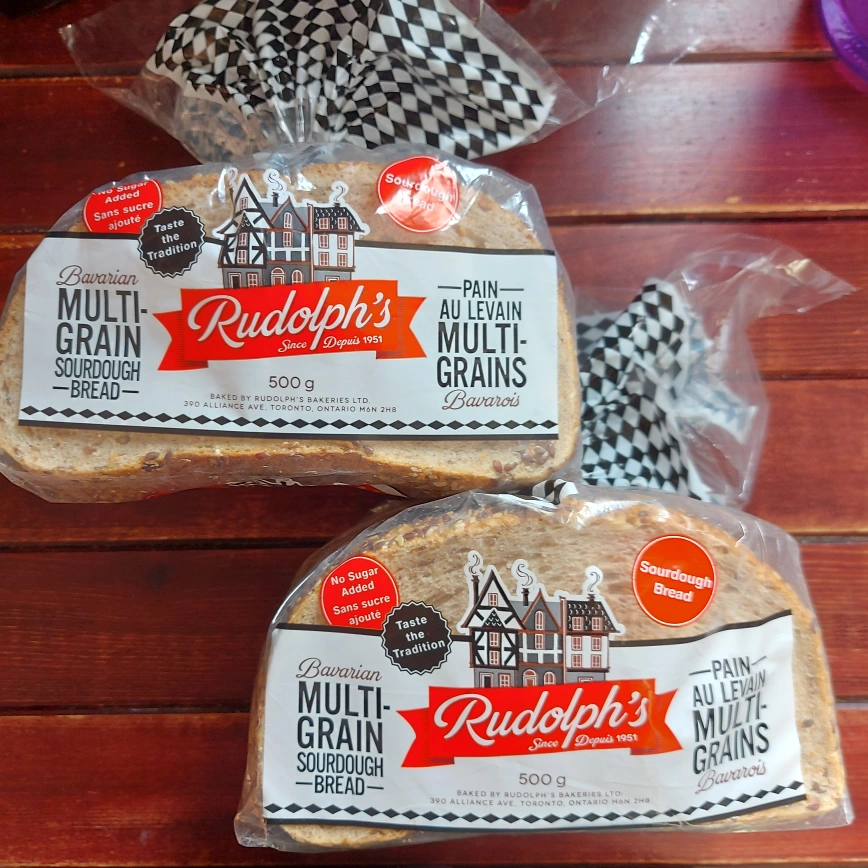 No Sugar
Added
Sans sucre
ajouté
Taste
the
Tradition
Sourdough
Bread
Bavarian
MULTI-
GRAIN
SOURDOUGH
BREAD
Rudolph's
Since Depuis 1951
500 g
BAKED BY RUDOLPH'S BAKERIES LTD.
390 ALLIANCE AVE, TORONTO, ONTARIO M6N 2H8
PAIN
AU LEVAIN
MULTI-
GRAINS
Bavarois
No Sugar
Added
Sans sucre
ajouté
Taste
the
Tradition
Sourdough
Bread
Bavarian
MULTI-
GRAIN
SOURDOUGH
BREAD
Rudolph's
Since Depuis 1951
500 g
BAKED BY RUDOLPH'S BAKERIES LTD.
390 ALLIANCE AVE, TORONTO, ONTARIO M6N 2H8
PAIN
AU LEVAIN
MULTI-
GRAINS
Bavarois